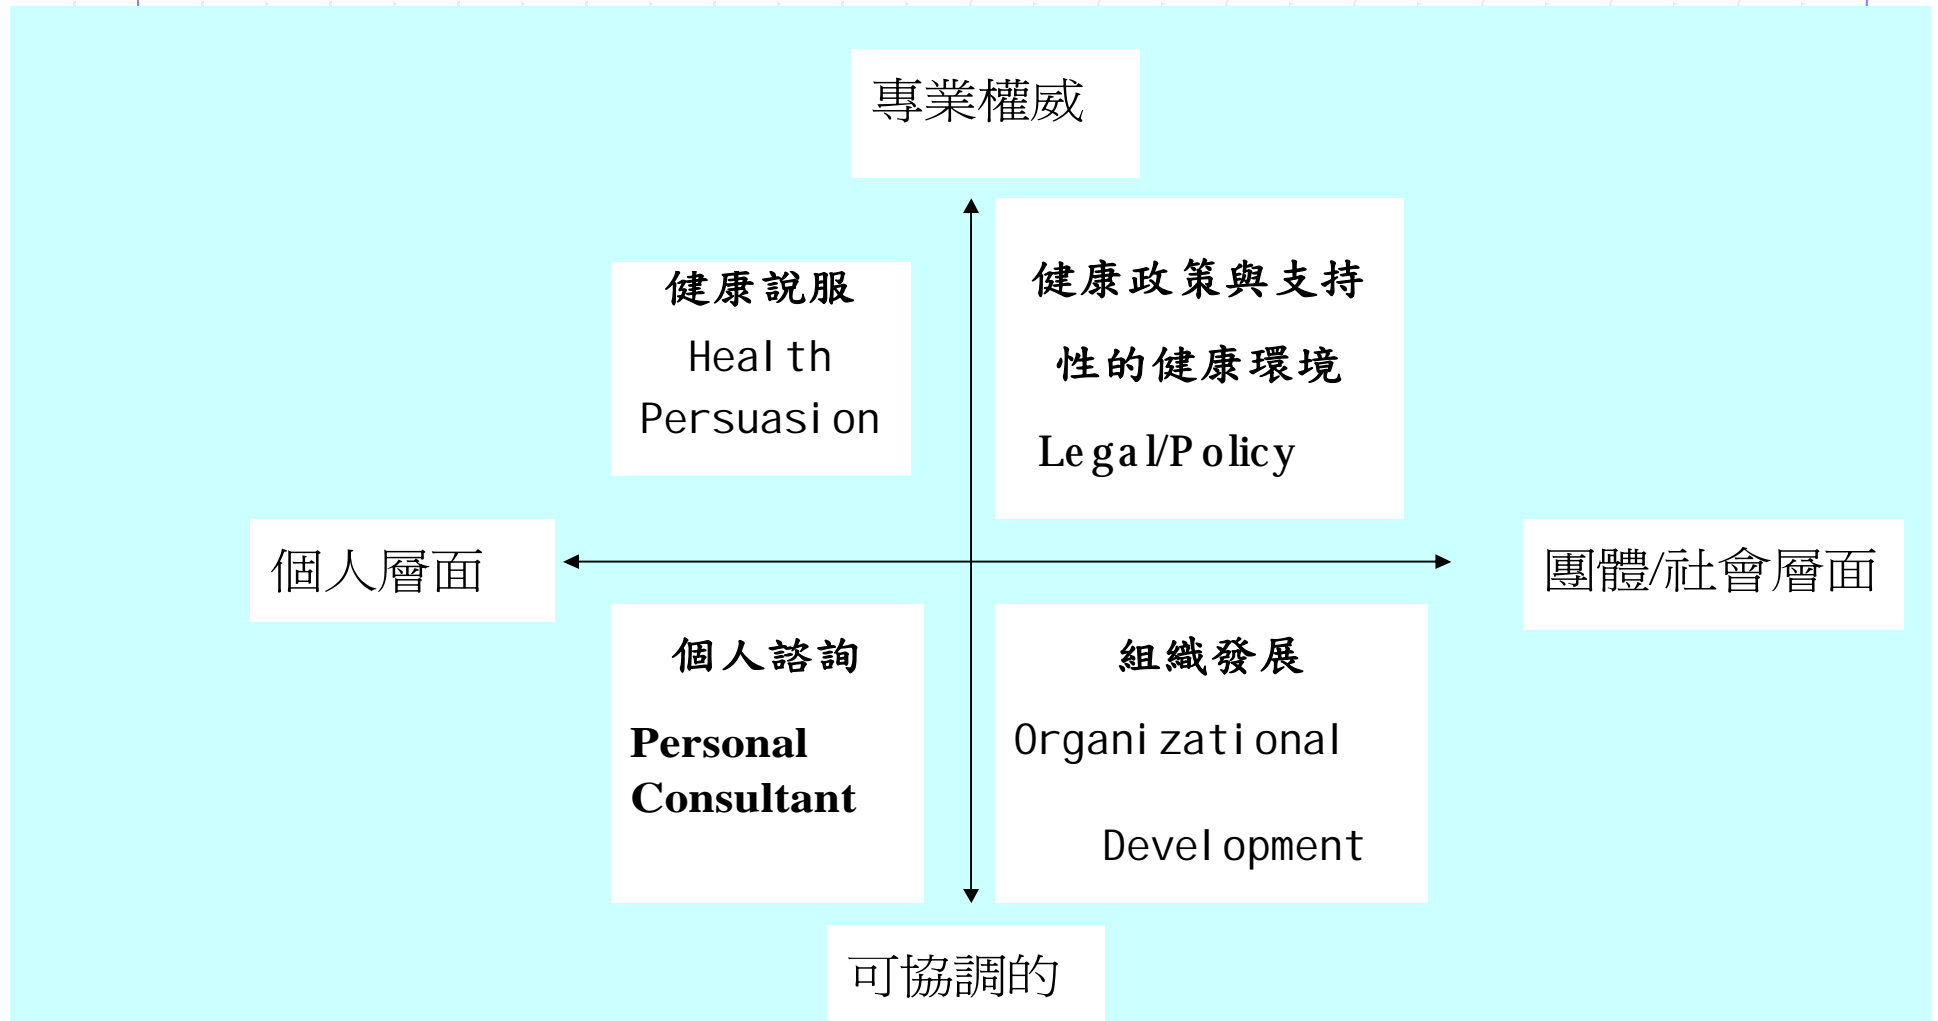 專業權威
健康說服
Health
Persuasion
健康政策與支持
性的健康環境
Legal/Policy
個人層面
團體/社會層面
個人諮詢
Personal
Consultant
組織發展
Organizational
Development
可協調的